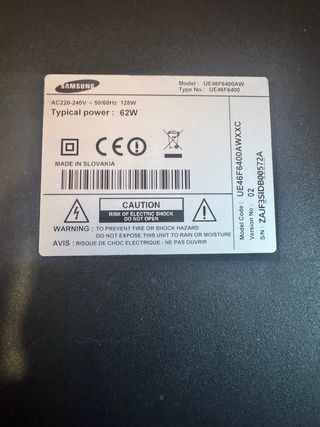 SAMSUNG
Model : UE46F6400AW
Type No.: UE46F6400
AC220-240V ~ 50/60Hz 128W
Typical power : 62W
MADE IN SLOVAKIA
CAUTION
RISK OF ELECTRIC SHOCK
DO NOT OPEN
WARNING : TO PREVENT FIRE OR SHOCK HAZARD
DO NOT EXPOSE THIS UNIT TO RAIN OR MOISTURE
AVIS : RISQUE DE CHOC ELECTRIQUE - NE PAS OUVRIR
Model Code : UE46F6400AWXXC
Version No : 02
S/N : ZAJF3SIDB00572A